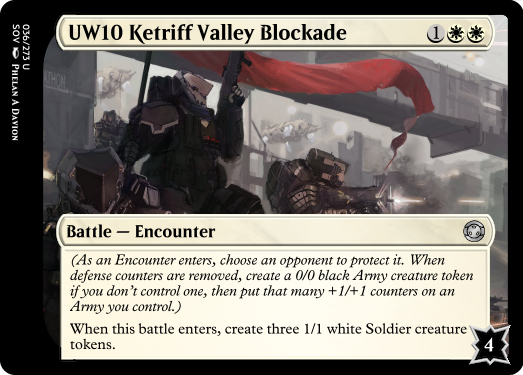 UW10 Ketriff Valley Blockade 1
036/273 U
SOV Phelan A Davion
Battle — Encounter
(As an Encounter enters, choose an opponent to protect it. When
defense counters are removed, create a 0/0 black Army creature token
if you don't control one, then put that many +1/+1 counters on an
Army you control.)
When this battle enters, create three 1/1 white Soldier creature
tokens.
4